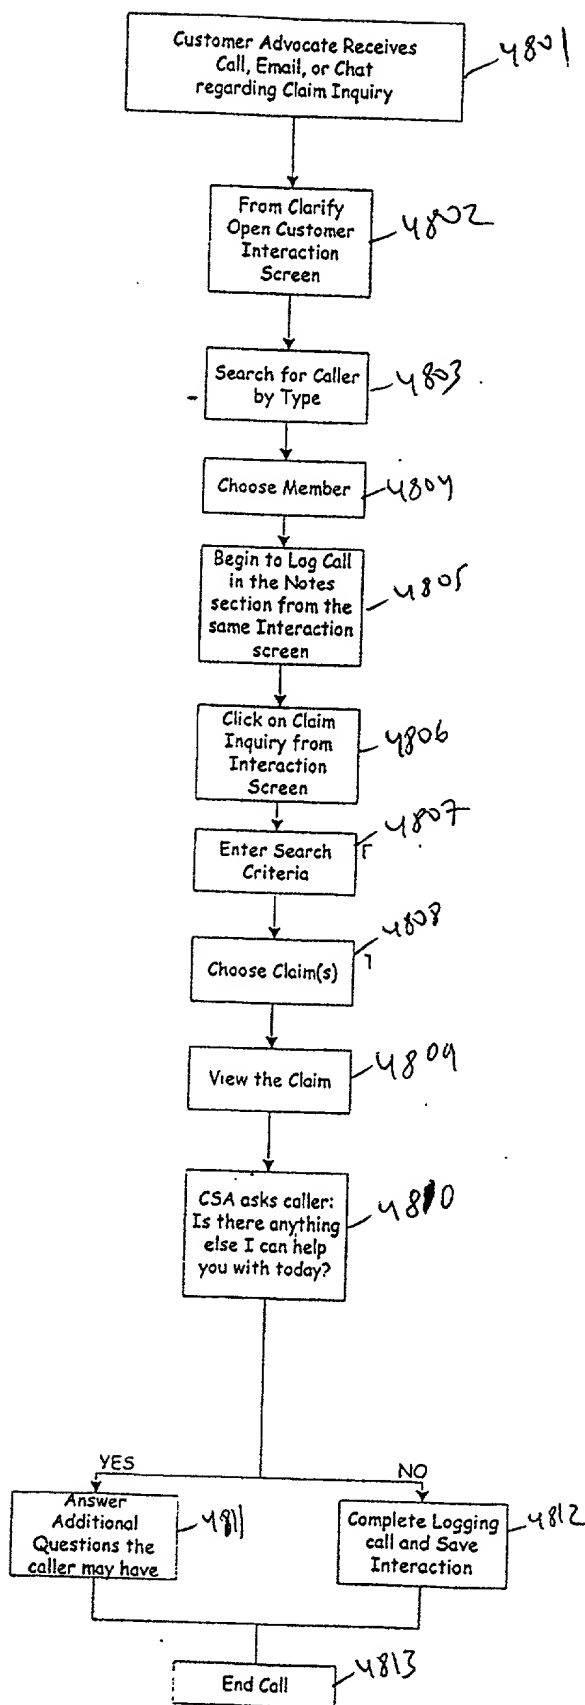 Customer Advocate Receives
Call, Email, or Chat
regarding Claim Inquiry
4801
From Clarify
Open Customer
Interaction
Screen
4802
Search for Caller
by Type
4803
Choose Member
4804
Begin to Log Call
in the Notes
section from the
same Interaction
screen
4805
Click on Claim
Inquiry from
Interaction
Screen
4806
Enter Search
Criteria
4807
Choose Claim(s)
4808
View the Claim
4809
CSA asks caller:
Is there anything
else I can help
you with today?
4810
YES
NO
Answer
Additional
Questions the
caller may have
4811
Complete Logging
call and Save
Interaction
4812
End Call
4813